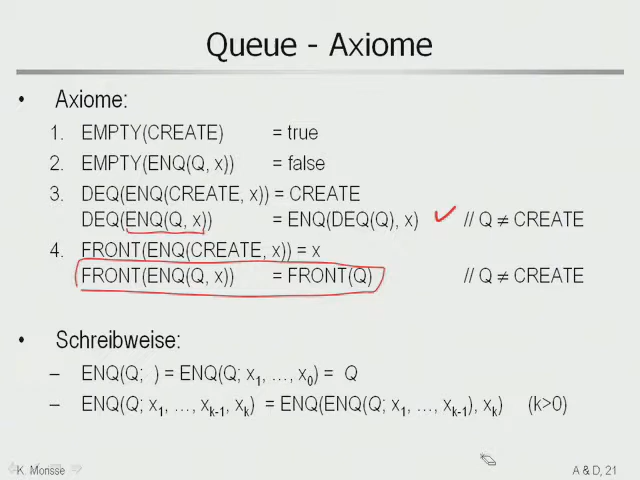 Queue - Axiome
• Axiome:
1. EMPTY(CREATE) = true
2. EMPTY(ENQ(Q, x)) = false
3. DEQ(ENQ(CREATE, x)) = CREATE
DEQ(ENQ(Q, x)) = ENQ(DEQ(Q), x) // Q ≠ CREATE
4. FRONT(ENQ(CREATE, x)) = x
FRONT(ENQ(Q, x)) = FRONT(Q) // Q ≠ CREATE
• Schreibweise:
– ENQ(Q; ) = ENQ(Q; x₁, …, x₀) = Q
– ENQ(Q; x₁, …, xₖ₋₁, xₖ) = ENQ(ENQ(Q; x₁, …, xₖ₋₁), xₖ) (k>0)
K. Morisse A & D, 21